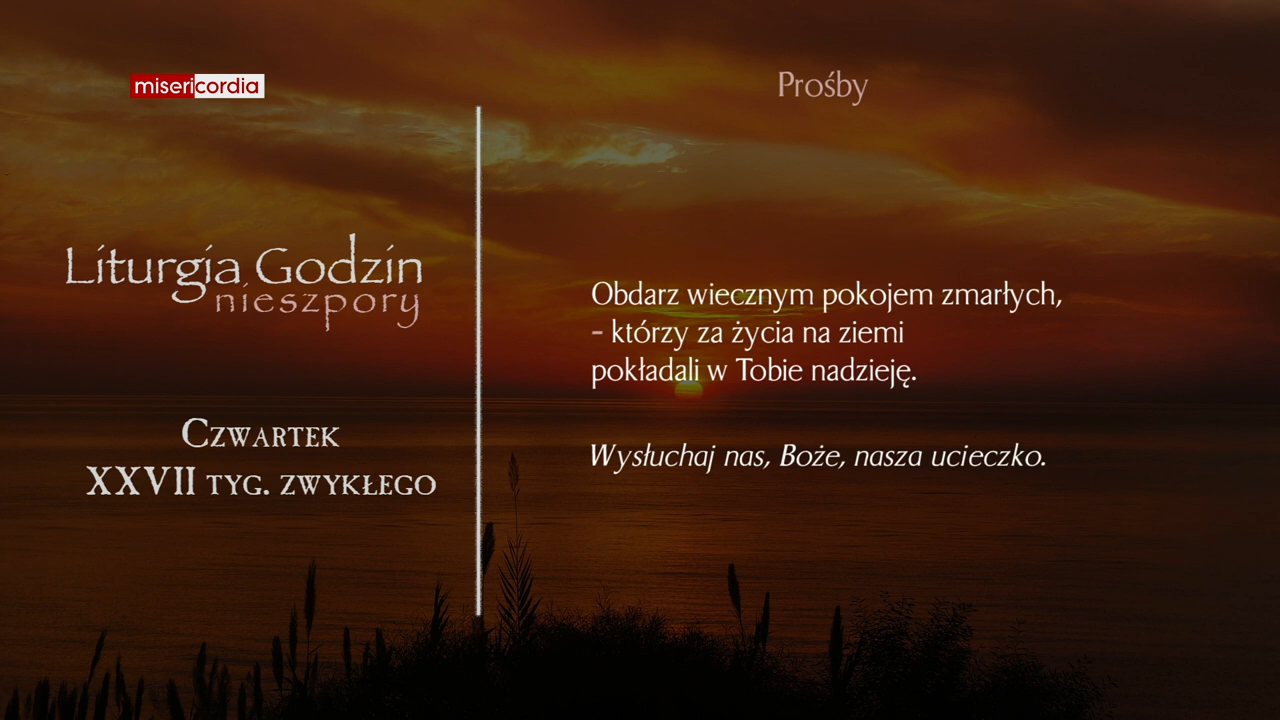 misericordia
Liturgia Godzin
nieszpory
Czwartek
XXVII tyg. zwykłego
Prośby
Obdarz wiecznym pokojem zmarłych,
- którzy za życia na ziemi
pokładali w Tobie nadzieję.
Wysłuchaj nas, Boże, nasza ucieczko.